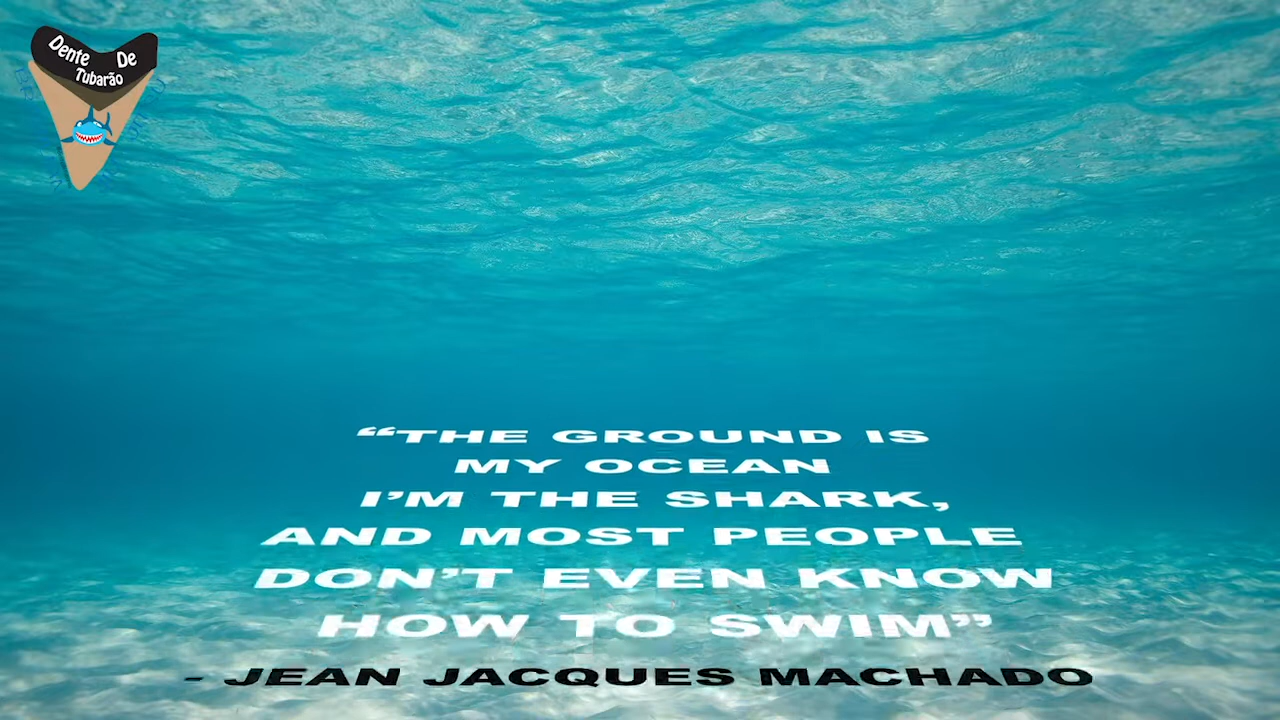 Dente De
Tubarão
“THE GROUND IS
MY OCEAN
I’M THE SHARK,
AND MOST PEOPLE
DON’T EVEN KNOW
HOW TO SWIM”
- JEAN JACQUES MACHADO